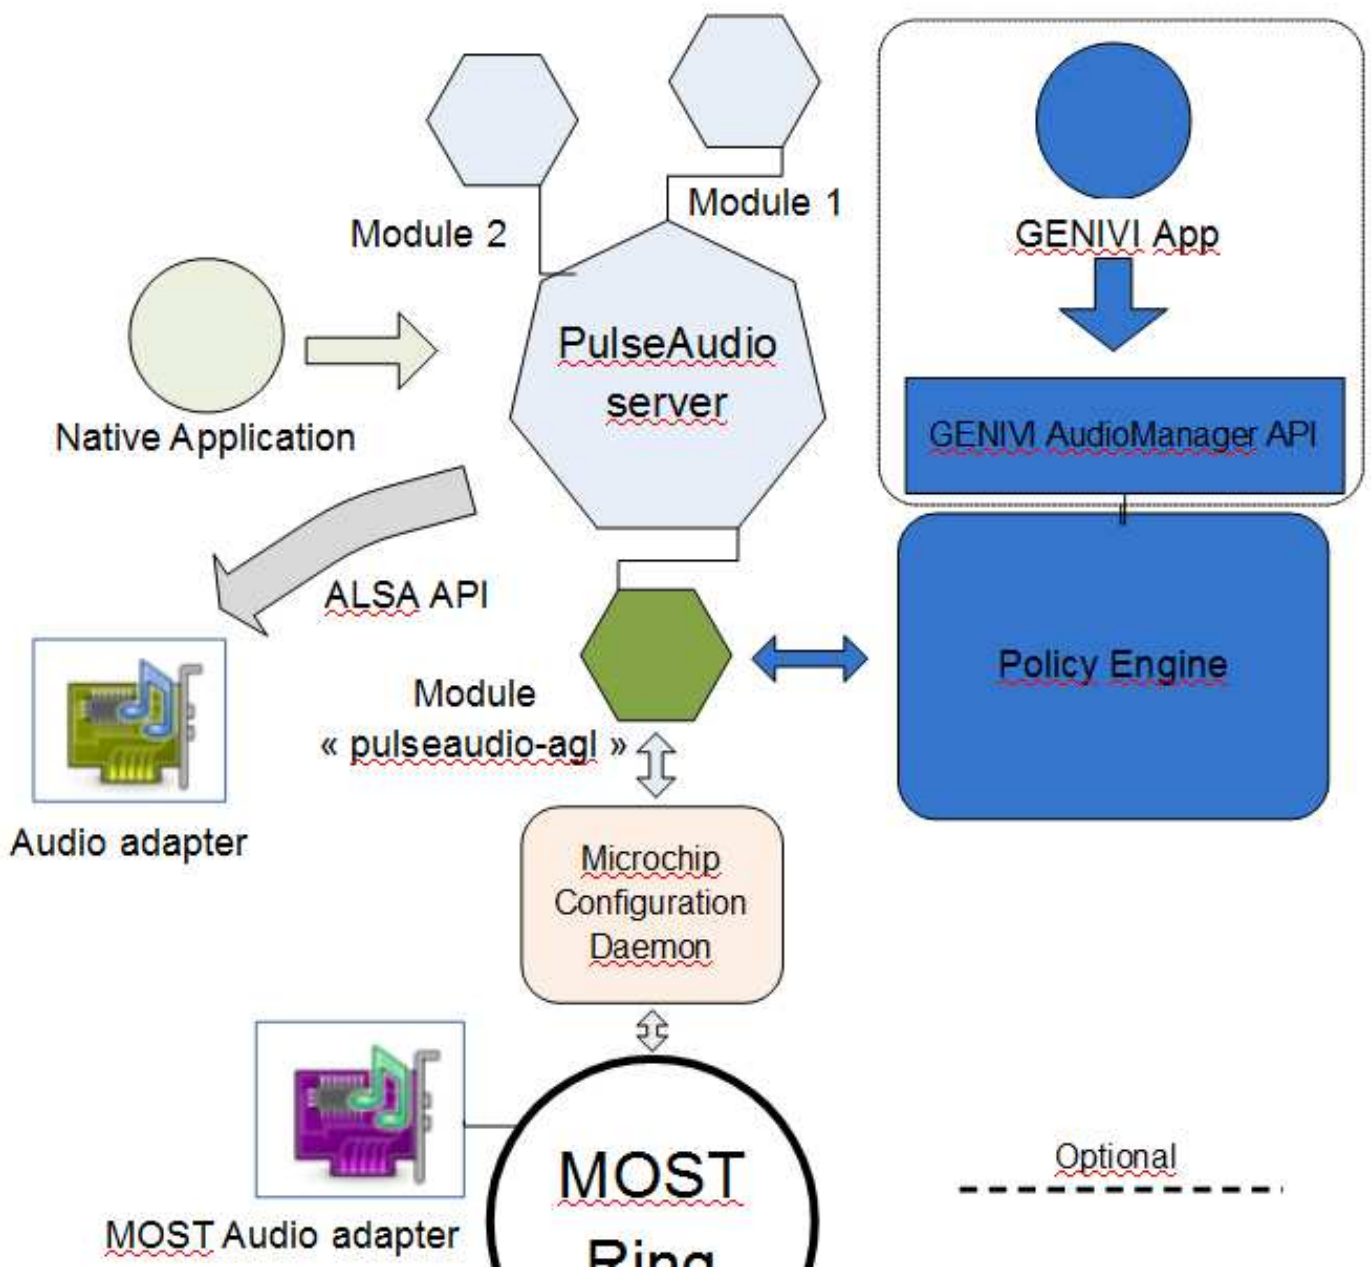 Module 1
Module 2
GENIVI App
PulseAudio
server
Native Application
GENIVI AudioManager API
ALSA API
Policy Engine
Module
« pulseaudio-agl »
Audio adapter
Microchip
Configuration
Daemon
Optional
MOST
Ring
MOST Audio adapter